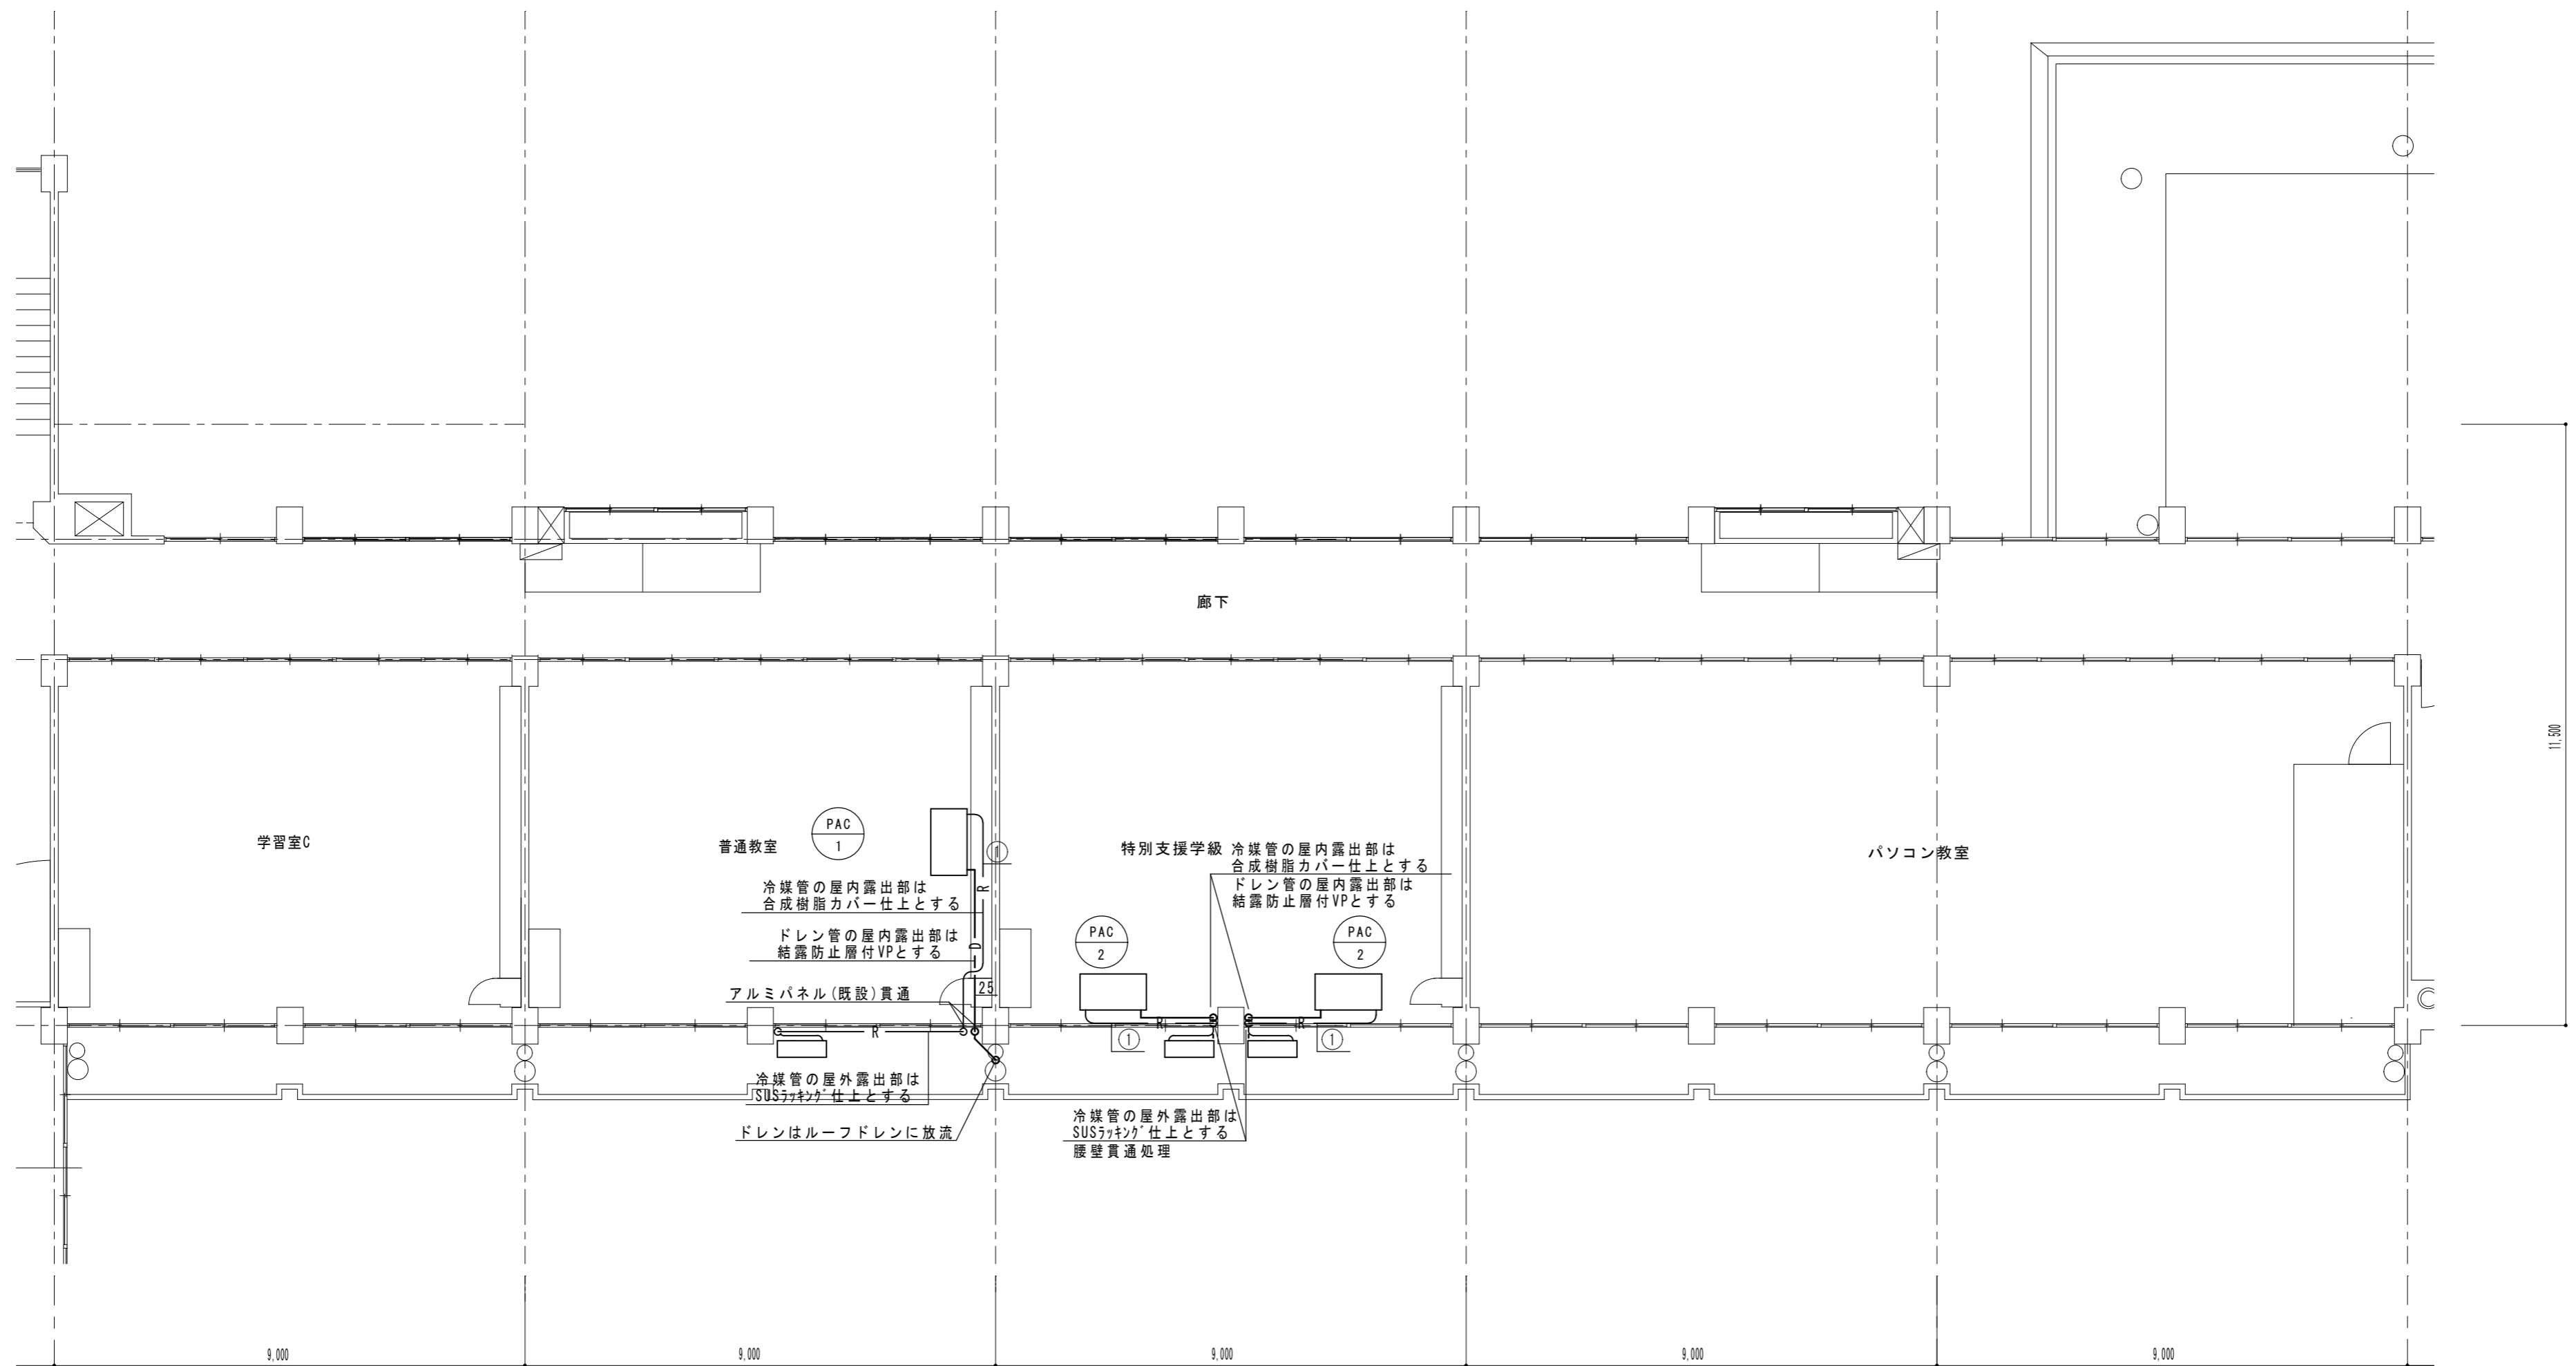 廊下
11,500
学習室C
普通教室
PAC
1
①
R
冷媒管の屋内露出部は
合成樹脂カバー仕上とする
ドレン管の屋内露出部は
結露防止層付VPとする
D
25
アルミパネル(既設)貫通
R
冷媒管の屋外露出部は
SUSラッキング仕上とする
ドレンはルーフドレンに放流
特別支援学級
冷媒管の屋内露出部は
合成樹脂カバー仕上とする
ドレン管の屋内露出部は
結露防止層付VPとする
PAC
2
PAC
2
R
R
①
①
冷媒管の屋外露出部は
SUSラッキング仕上とする
腰壁貫通処理
パソコン教室
9,000
9,000
9,000
9,000
9,000